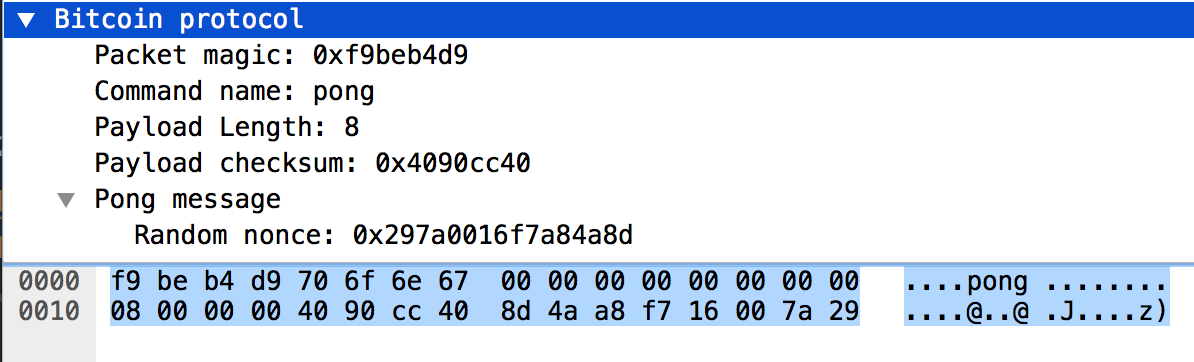 ▼ Bitcoin protocol
Packet magic: 0xf9beb4d9
Command name: pong
Payload Length: 8
Payload checksum: 0x4090cc40
▼ Pong message
Random nonce: 0x297a0016f7a84a8d
0000 f9 be b4 d9 70 6f 6e 67 00 00 00 00 00 00 00 00 ....pong ........
0010 08 00 00 00 40 90 cc 40 8d 4a a8 f7 16 00 7a 29 ....@..@ .J....z)